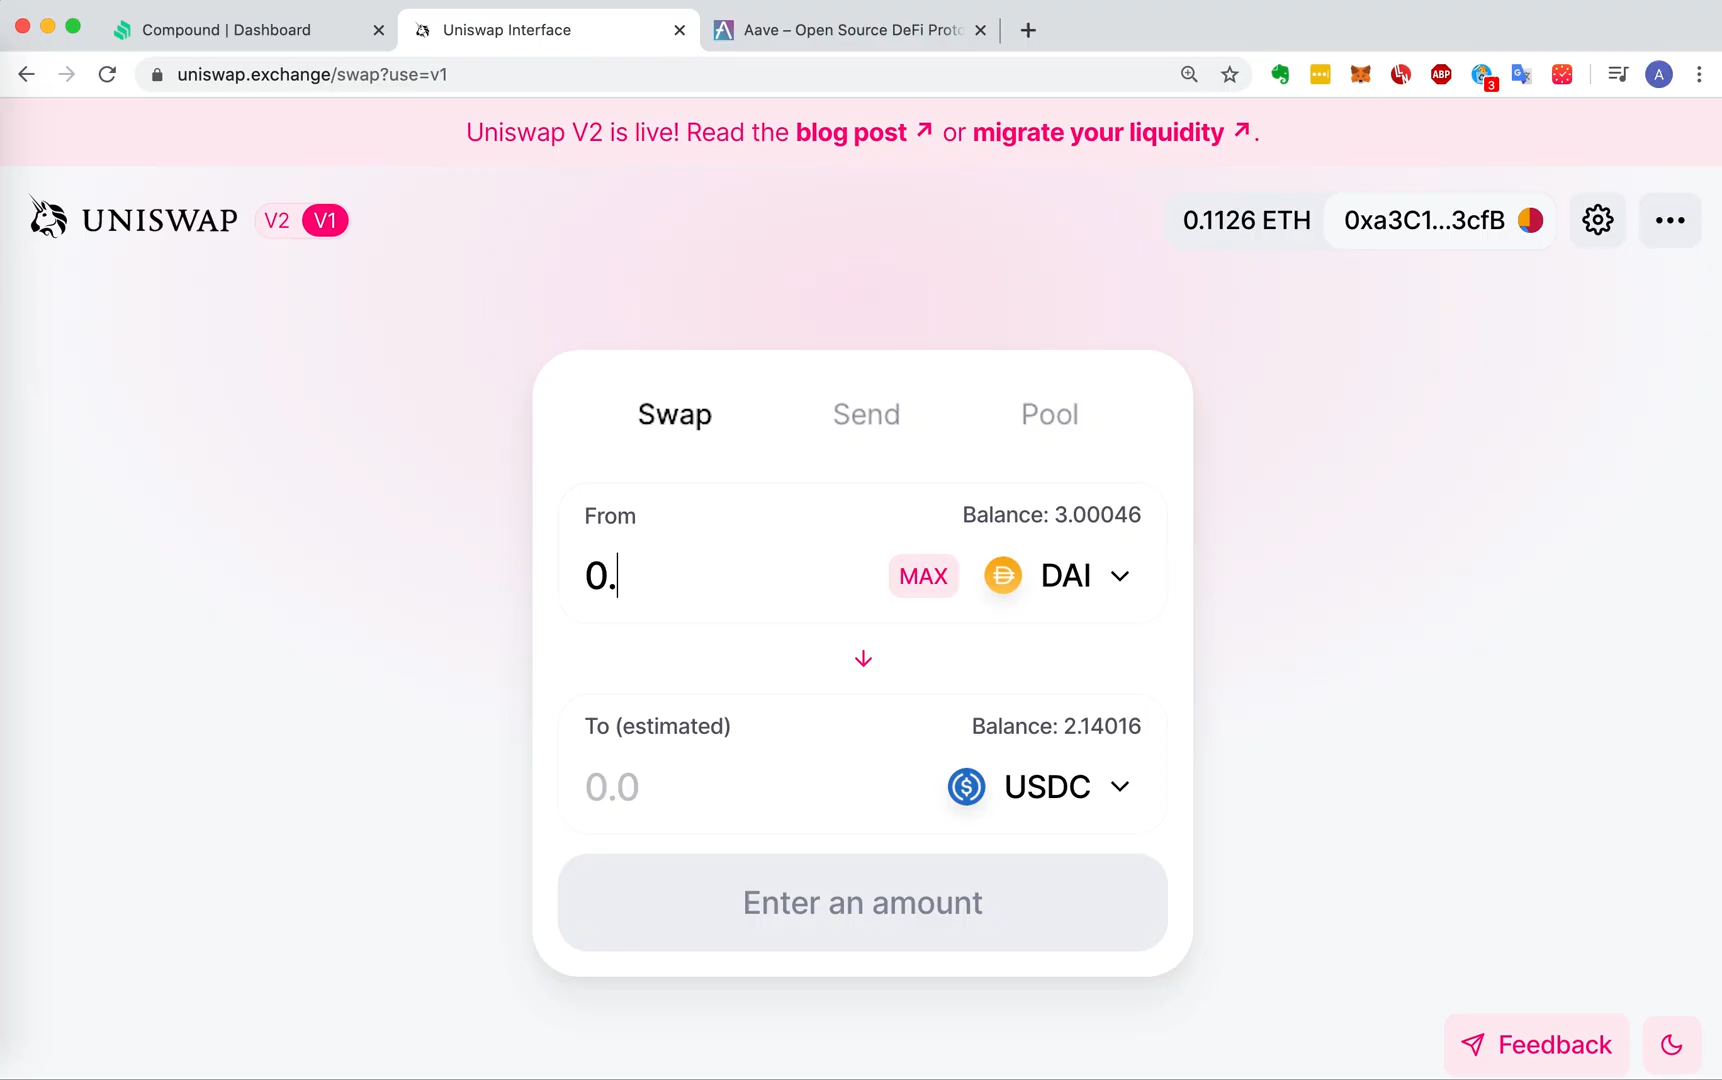 Compound | Dashboard
Uniswap Interface
Aave – Open Source DeFi Proto
uniswap.exchange/swap?use=v1
ABP
3
A
Uniswap V2 is live! Read the blog post ↗ or migrate your liquidity ↗.
UNISWAP V2 V1
0.1126 ETH 0xa3C1...3cfB
Swap Send Pool
From Balance: 3.00046
0. MAX DAI
To (estimated) Balance: 2.14016
0.0 USDC
Enter an amount
Feedback